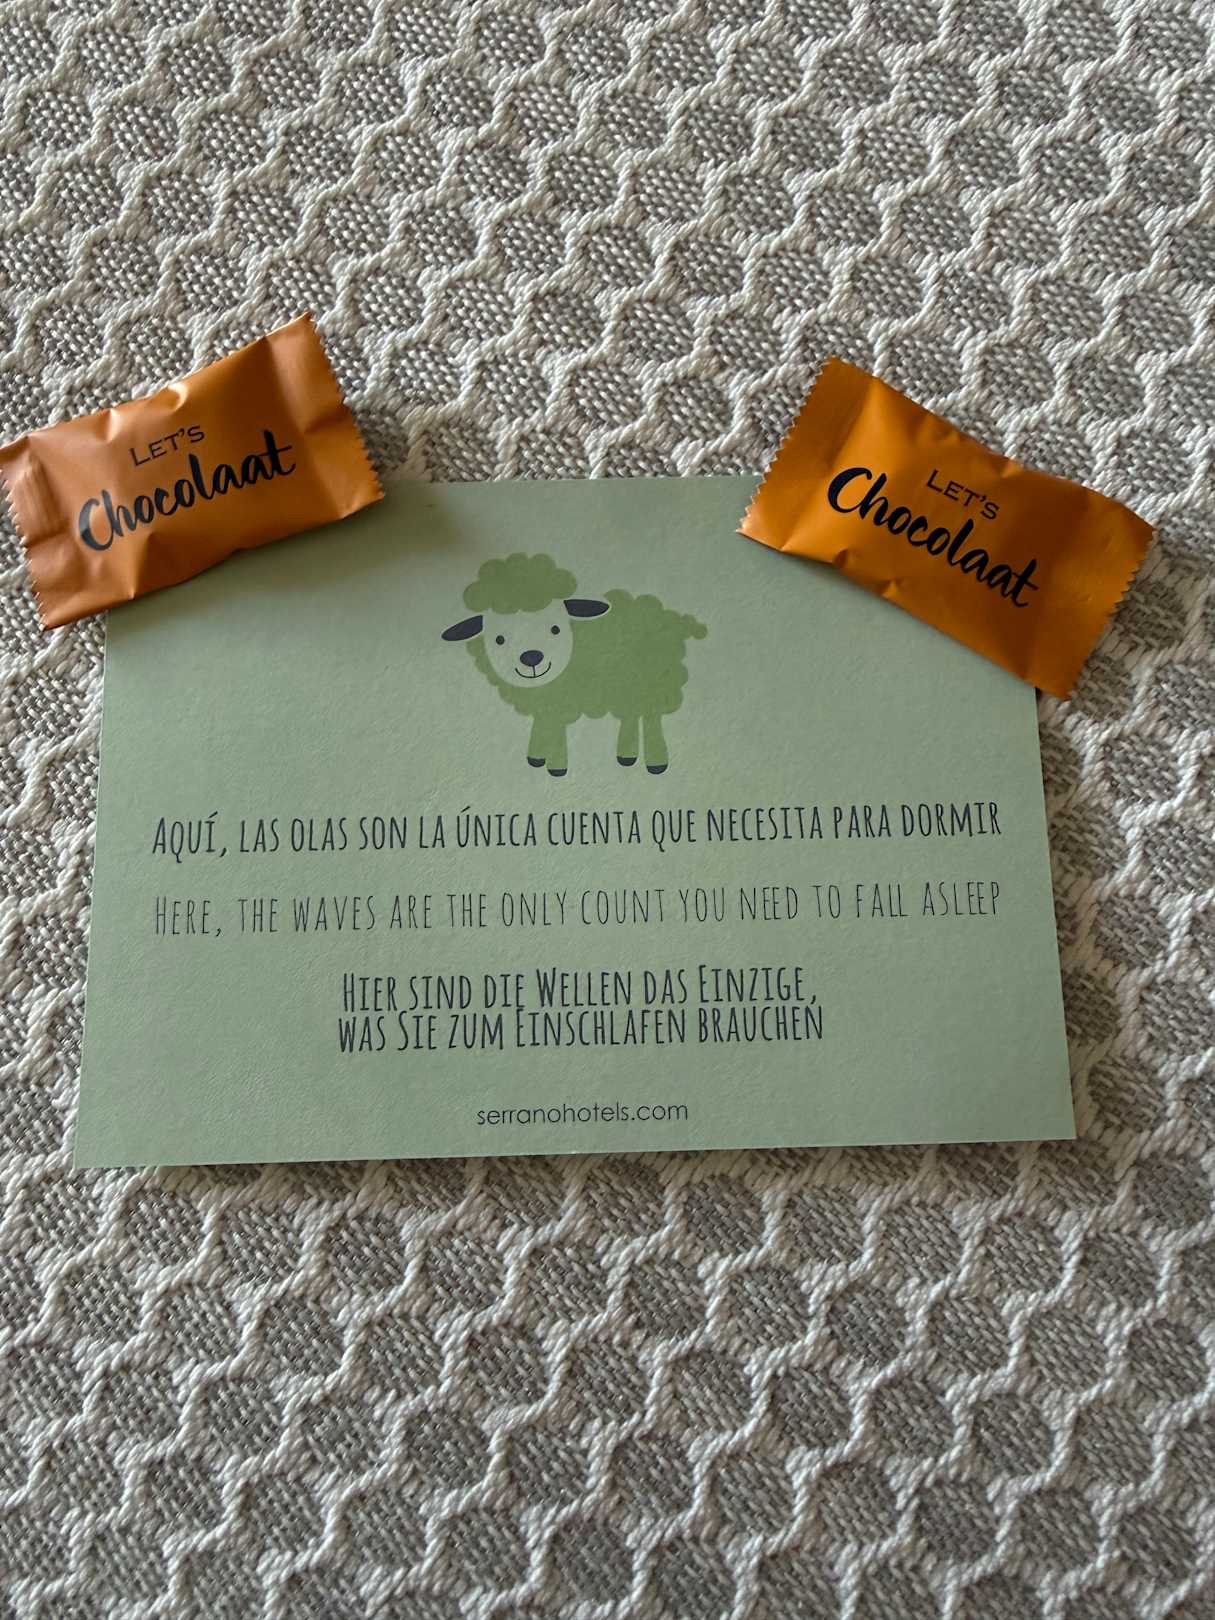 LET'S
Chocolaat
LET'S
Chocolaat
AQUÍ, LAS OLAS SON LA ÚNICA CUENTA QUE NECESITA PARA DORMIR
HERE, THE WAVES ARE THE ONLY COUNT YOU NEED TO FALL ASLEEP
HIER SIND DIE WELLEN DAS EINZIGE,
WAS SIE ZUM EINSCHLAFEN BRAUCHEN
serranohotels.com